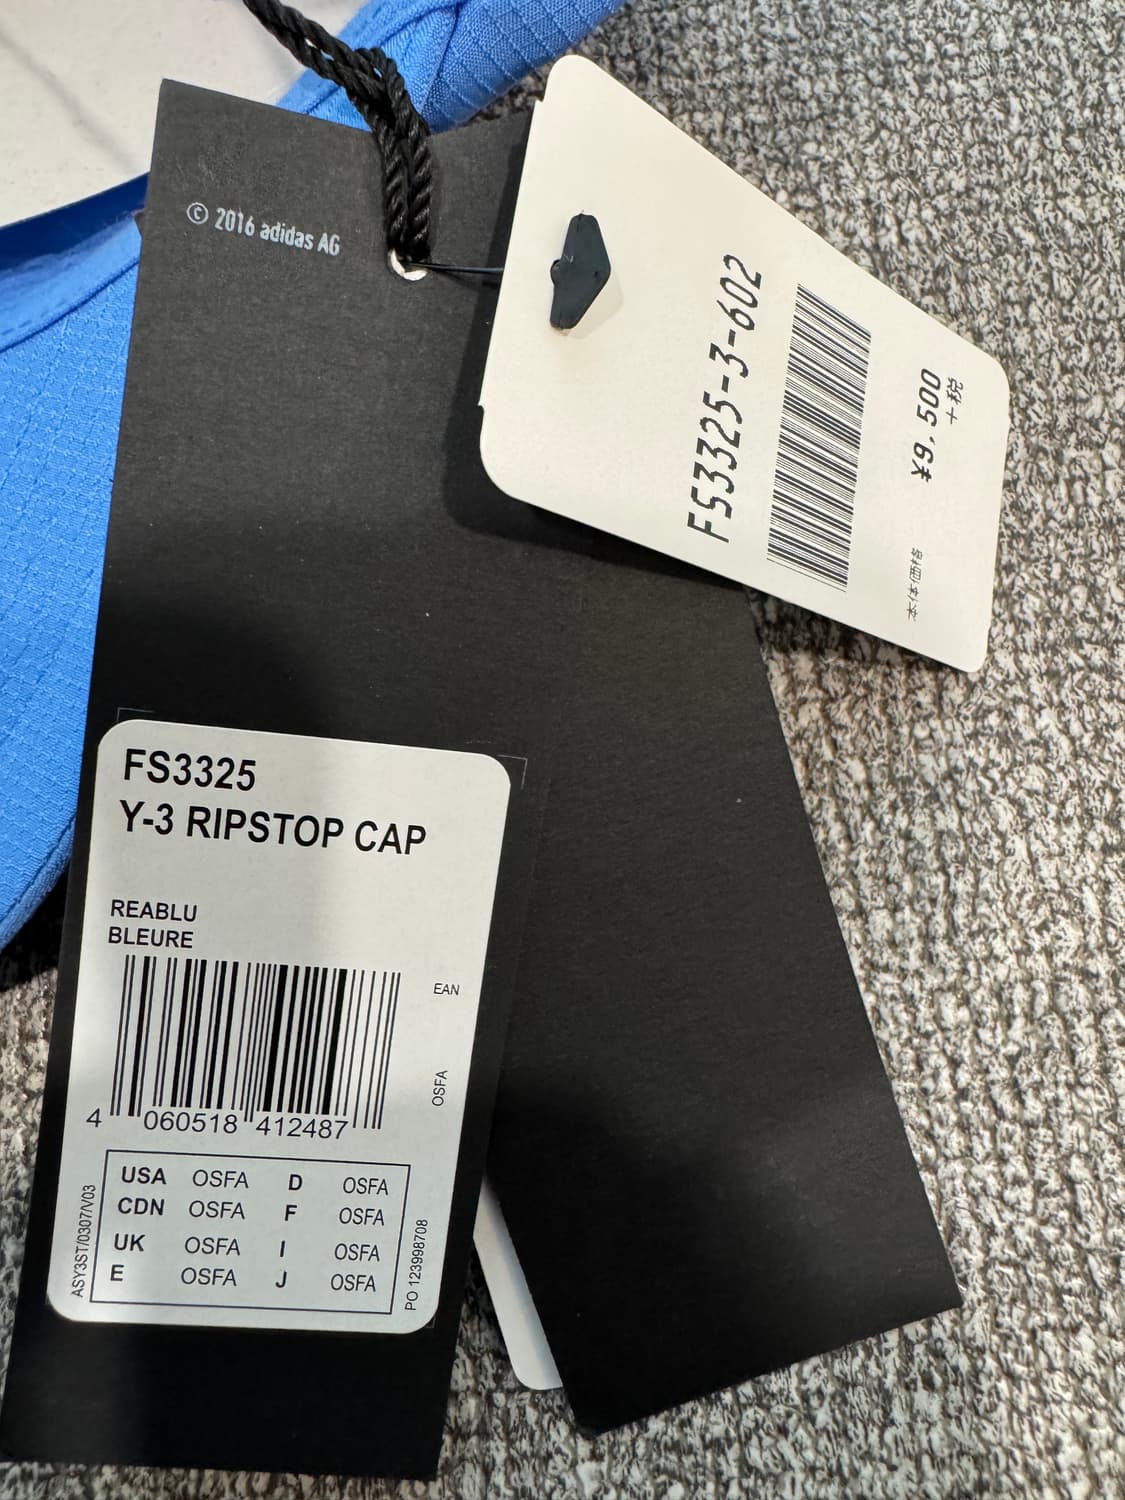 © 2016 adidas AG
FS3325-3-602
本体価格 ¥9,500
+税
FS3325
Y-3 RIPSTOP CAP
REABLU
BLEURE
EAN
OSFA
4 060518 412487
USA OSFA D OSFA
CDN OSFA F OSFA
UK OSFA I OSFA
E OSFA J OSFA
ASY3ST/0307/V03
PO 123998708